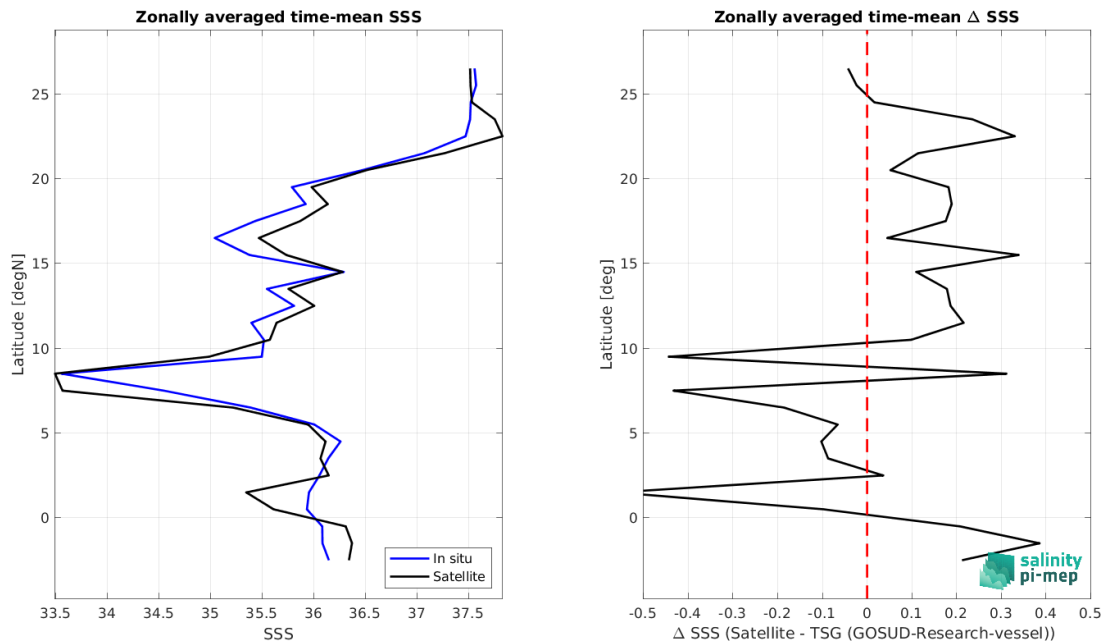 Zonally averaged time-mean SSS
Latitude [degN]
25
20
15
10
5
0
33.5 34 34.5 35 35.5 36 36.5 37 37.5
SSS
In situ
Satellite
Zonally averaged time-mean Δ SSS
Latitude [deg]
25
20
15
10
5
0
-0.5 -0.4 -0.3 -0.2 -0.1 0 0.1 0.2 0.3 0.4 0.5
Δ SSS (Satellite - TSG (GOSUD-Research-vessel))
salinity
pi-mep